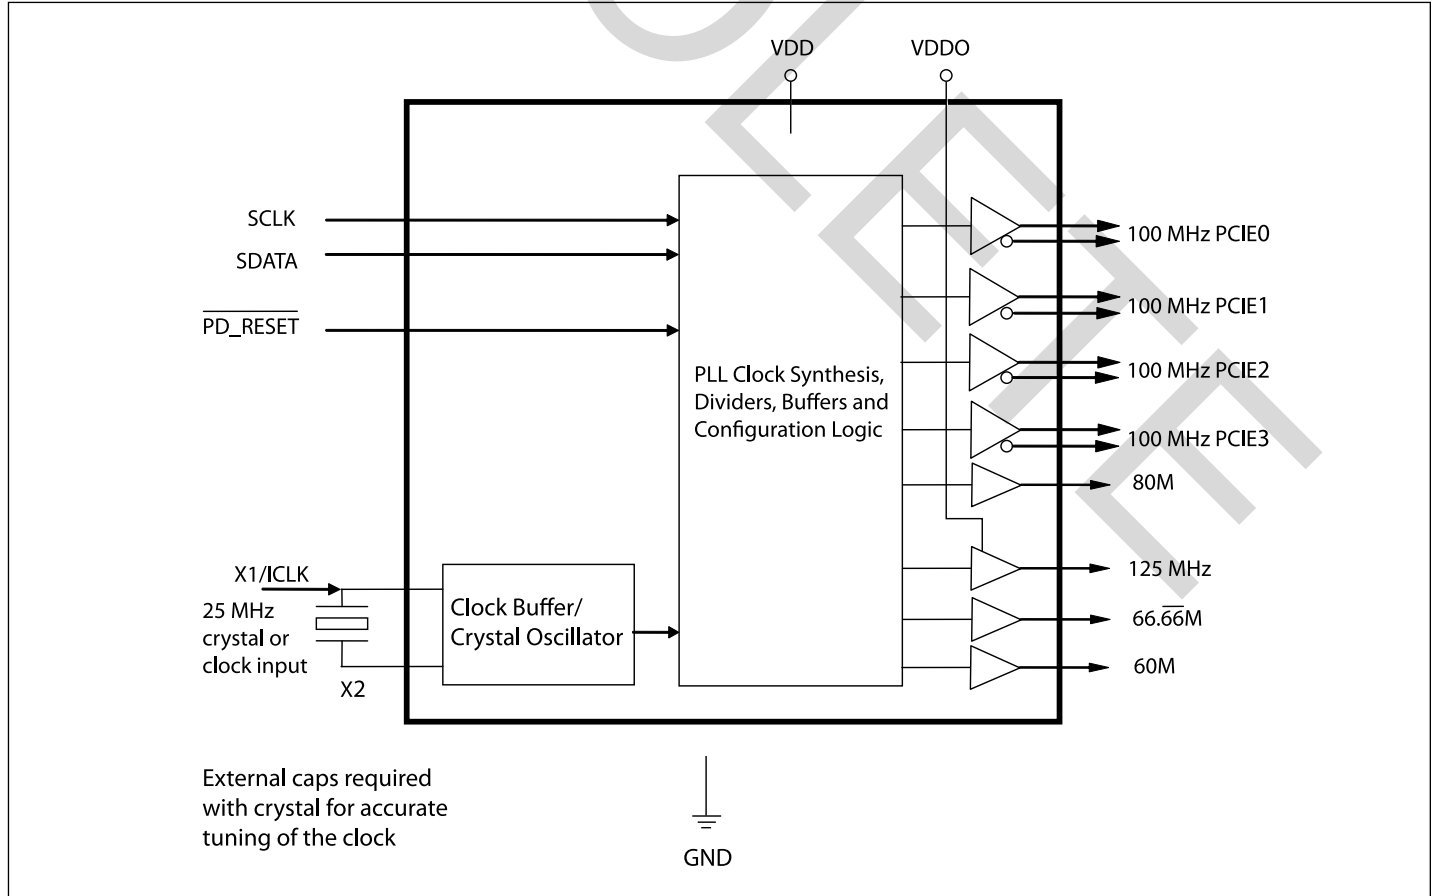 VDD
VDDO
SCLK
SDATA
PD_RESET
100 MHz PCIE0
100 MHz PCIE1
100 MHz PCIE2
100 MHz PCIE3
80M
125 MHz
66.66M
60M
PLL Clock Synthesis,
Dividers, Buffers and
Configuration Logic
X1/ICLK
25 MHz
crystal or
clock input
X2
Clock Buffer/
Crystal Oscillator
External caps required
with crystal for accurate
tuning of the clock
GND
OLETE